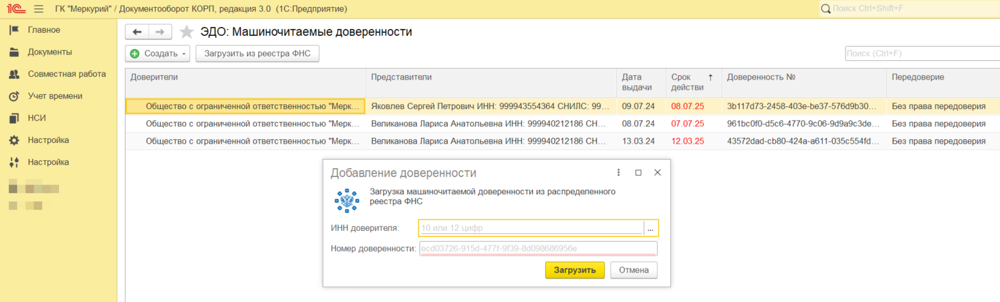 1С ГК "Меркурий" / Документооборот КОРП, редакция 3.0 (1С:Предприятие) Поиск Ctrl+Shift+F
Главное
Документы
Совместная работа
Учет времени
НСИ
Настройка
Настройка
ЭДО: Машиночитаемые доверенности
Создать Загрузить из реестра ФНС Поиск (Ctrl+F)
Доверители Представители Дата выдачи Срок действи ↑ Доверенность № Передоверие
Общество с ограниченной ответственностью "Мерк... Яковлев Сергей Петрович ИНН: 999943554364 СНИЛС: 99... 09.07.24 08.07.25 3b117d73-2458-403e-be37-576d9b30... Без права передоверия
Общество с ограниченной ответственностью "Мерк... Великанова Лариса Анатольевна ИНН: 999940212186 СН... 08.07.24 07.07.25 961bc0f0-d5c6-4770-9c06-9d9a9c3de... Без права передоверия
Общество с ограниченной ответственностью "Мерк... Великанова Лариса Анатольевна ИНН: 999940212186 СН... 13.03.24 12.03.25 43572dad-cb80-424a-a611-035c554fd... Без права передоверия
Добавление доверенности
Загрузка машиночитаемой доверенности из распределенного
реестра ФНС
ИНН доверителя: 10 или 12 цифр ...
Номер доверенности: ecd03726-915d-477f-9f39-8d098686956e
Загрузить Отмена